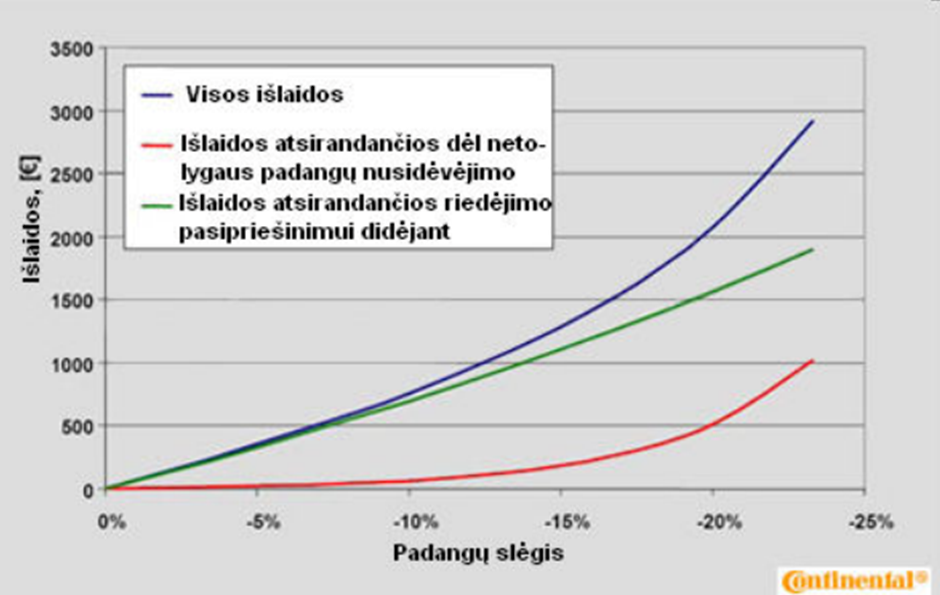 3500
3000
2500
2000
1500
1000
500
0
Išlaidos, [€]
Visos išlaidos
Išlaidos atsirandančios dėl neto-
lygaus padangų nusidėvėjimo
Išlaidos atsirandančios riedėjimo
pasipriešinimui didėjant
0% -5% -10% -15% -20% -25%
Padangų slėgis
Continental®